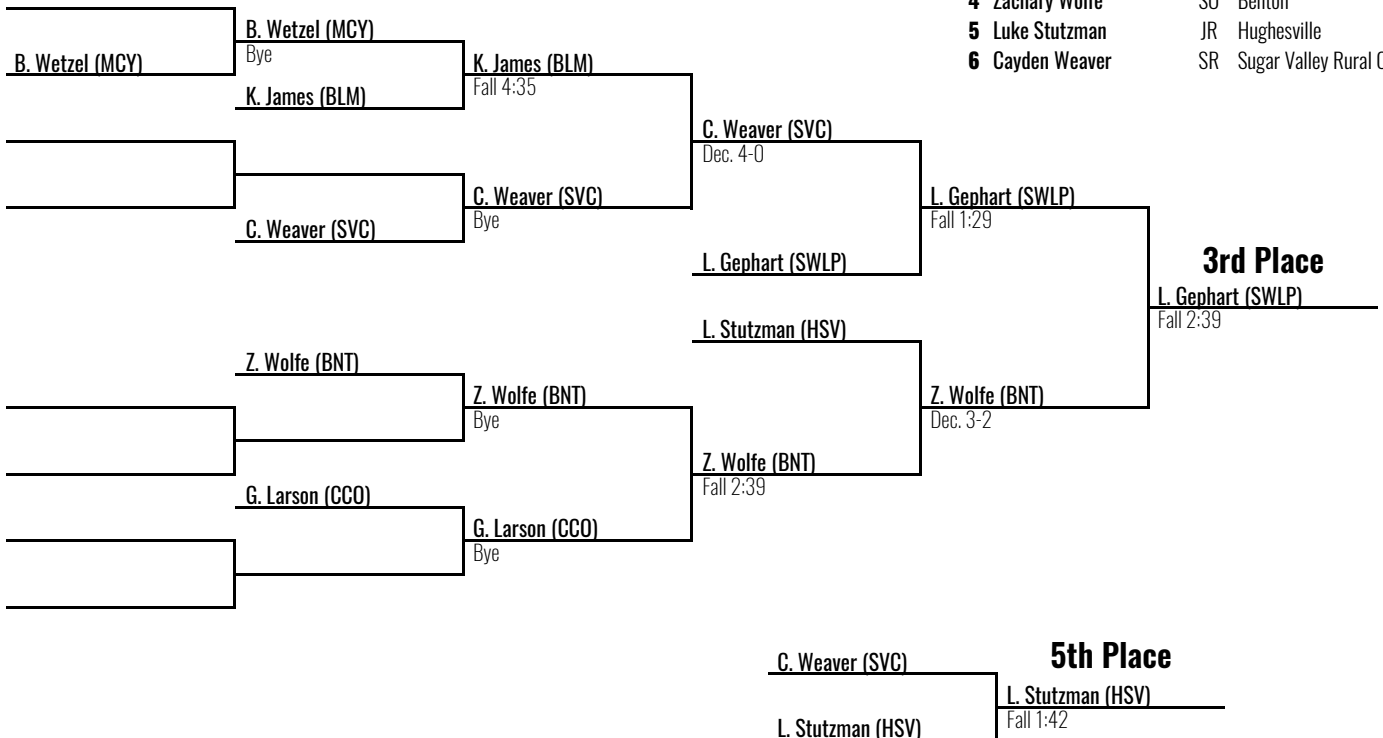 4 Zachary Wolfe SO Benton
5 Luke Stutzman JR Hughesville
6 Cayden Weaver SR Sugar Valley Rural
B. Wetzel (MCY)
B. Wetzel (MCY)
Bye
K. James (BLM)
K. James (BLM)
Fall 4:35
C. Weaver (SVC)
C. Weaver (SVC)
Bye
C. Weaver (SVC)
Dec. 4-0
L. Gephart (SWLP)
L. Gephart (SWLP)
Fall 1:29
L. Stutzman (HSV)
Z. Wolfe (BNT)
Z. Wolfe (BNT)
Bye
G. Larson (CCO)
G. Larson (CCO)
Bye
Z. Wolfe (BNT)
Fall 2:39
Z. Wolfe (BNT)
Dec. 3-2
3rd Place
L. Gephart (SWLP)
Fall 2:39
5th Place
C. Weaver (SVC)
L. Stutzman (HSV)
L. Stutzman (HSV)
Fall 1:42